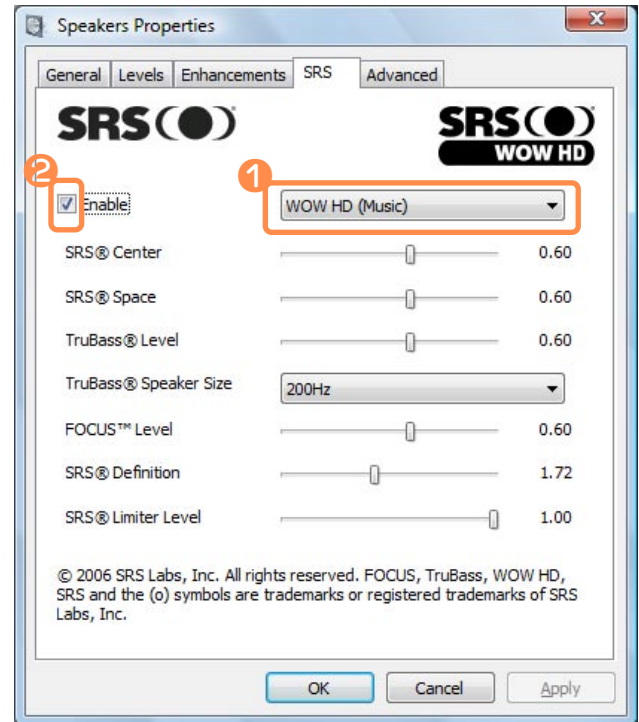 Speakers Properties
General Levels Enhancements SRS Advanced
SRS(O)
SRS(O)
WOW HD
2
1
Enable WOW HD (Music)
SRS® Center 0.60
SRS® Space 0.60
TruBass® Level 0.60
TruBass® Speaker Size 200Hz
FOCUS™ Level 0.60
SRS® Definition 1.72
SRS® Limiter Level 1.00
© 2006 SRS Labs, Inc. All rights reserved. FOCUS, TruBass, WOW HD,
SRS and the (o) symbols are trademarks or registered trademarks of SRS
Labs, Inc.
OK Cancel Apply